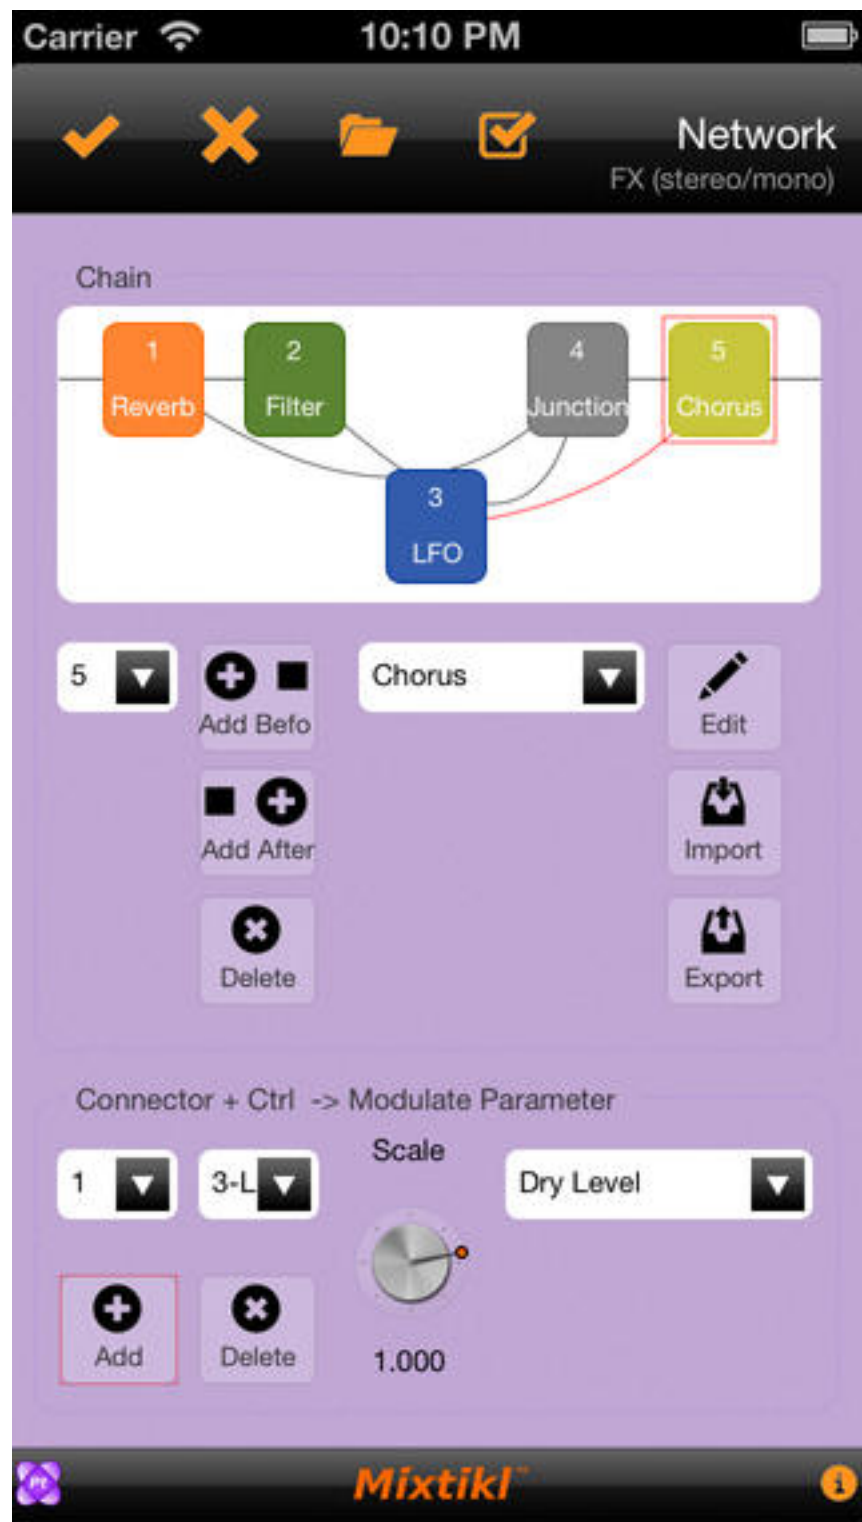 Carrier 10:10 PM
Network
FX (stereo/mono)
Chain
1 2 4 5
Reverb Filter Junction Chorus
3
LFO
5 Chorus
Add Befo Edit
Add After Import
Delete Export
Connector + Ctrl -> Modulate Parameter
Scale
1 3-L Dry Level
Add Delete 1.000
PT Mixtikl™ i